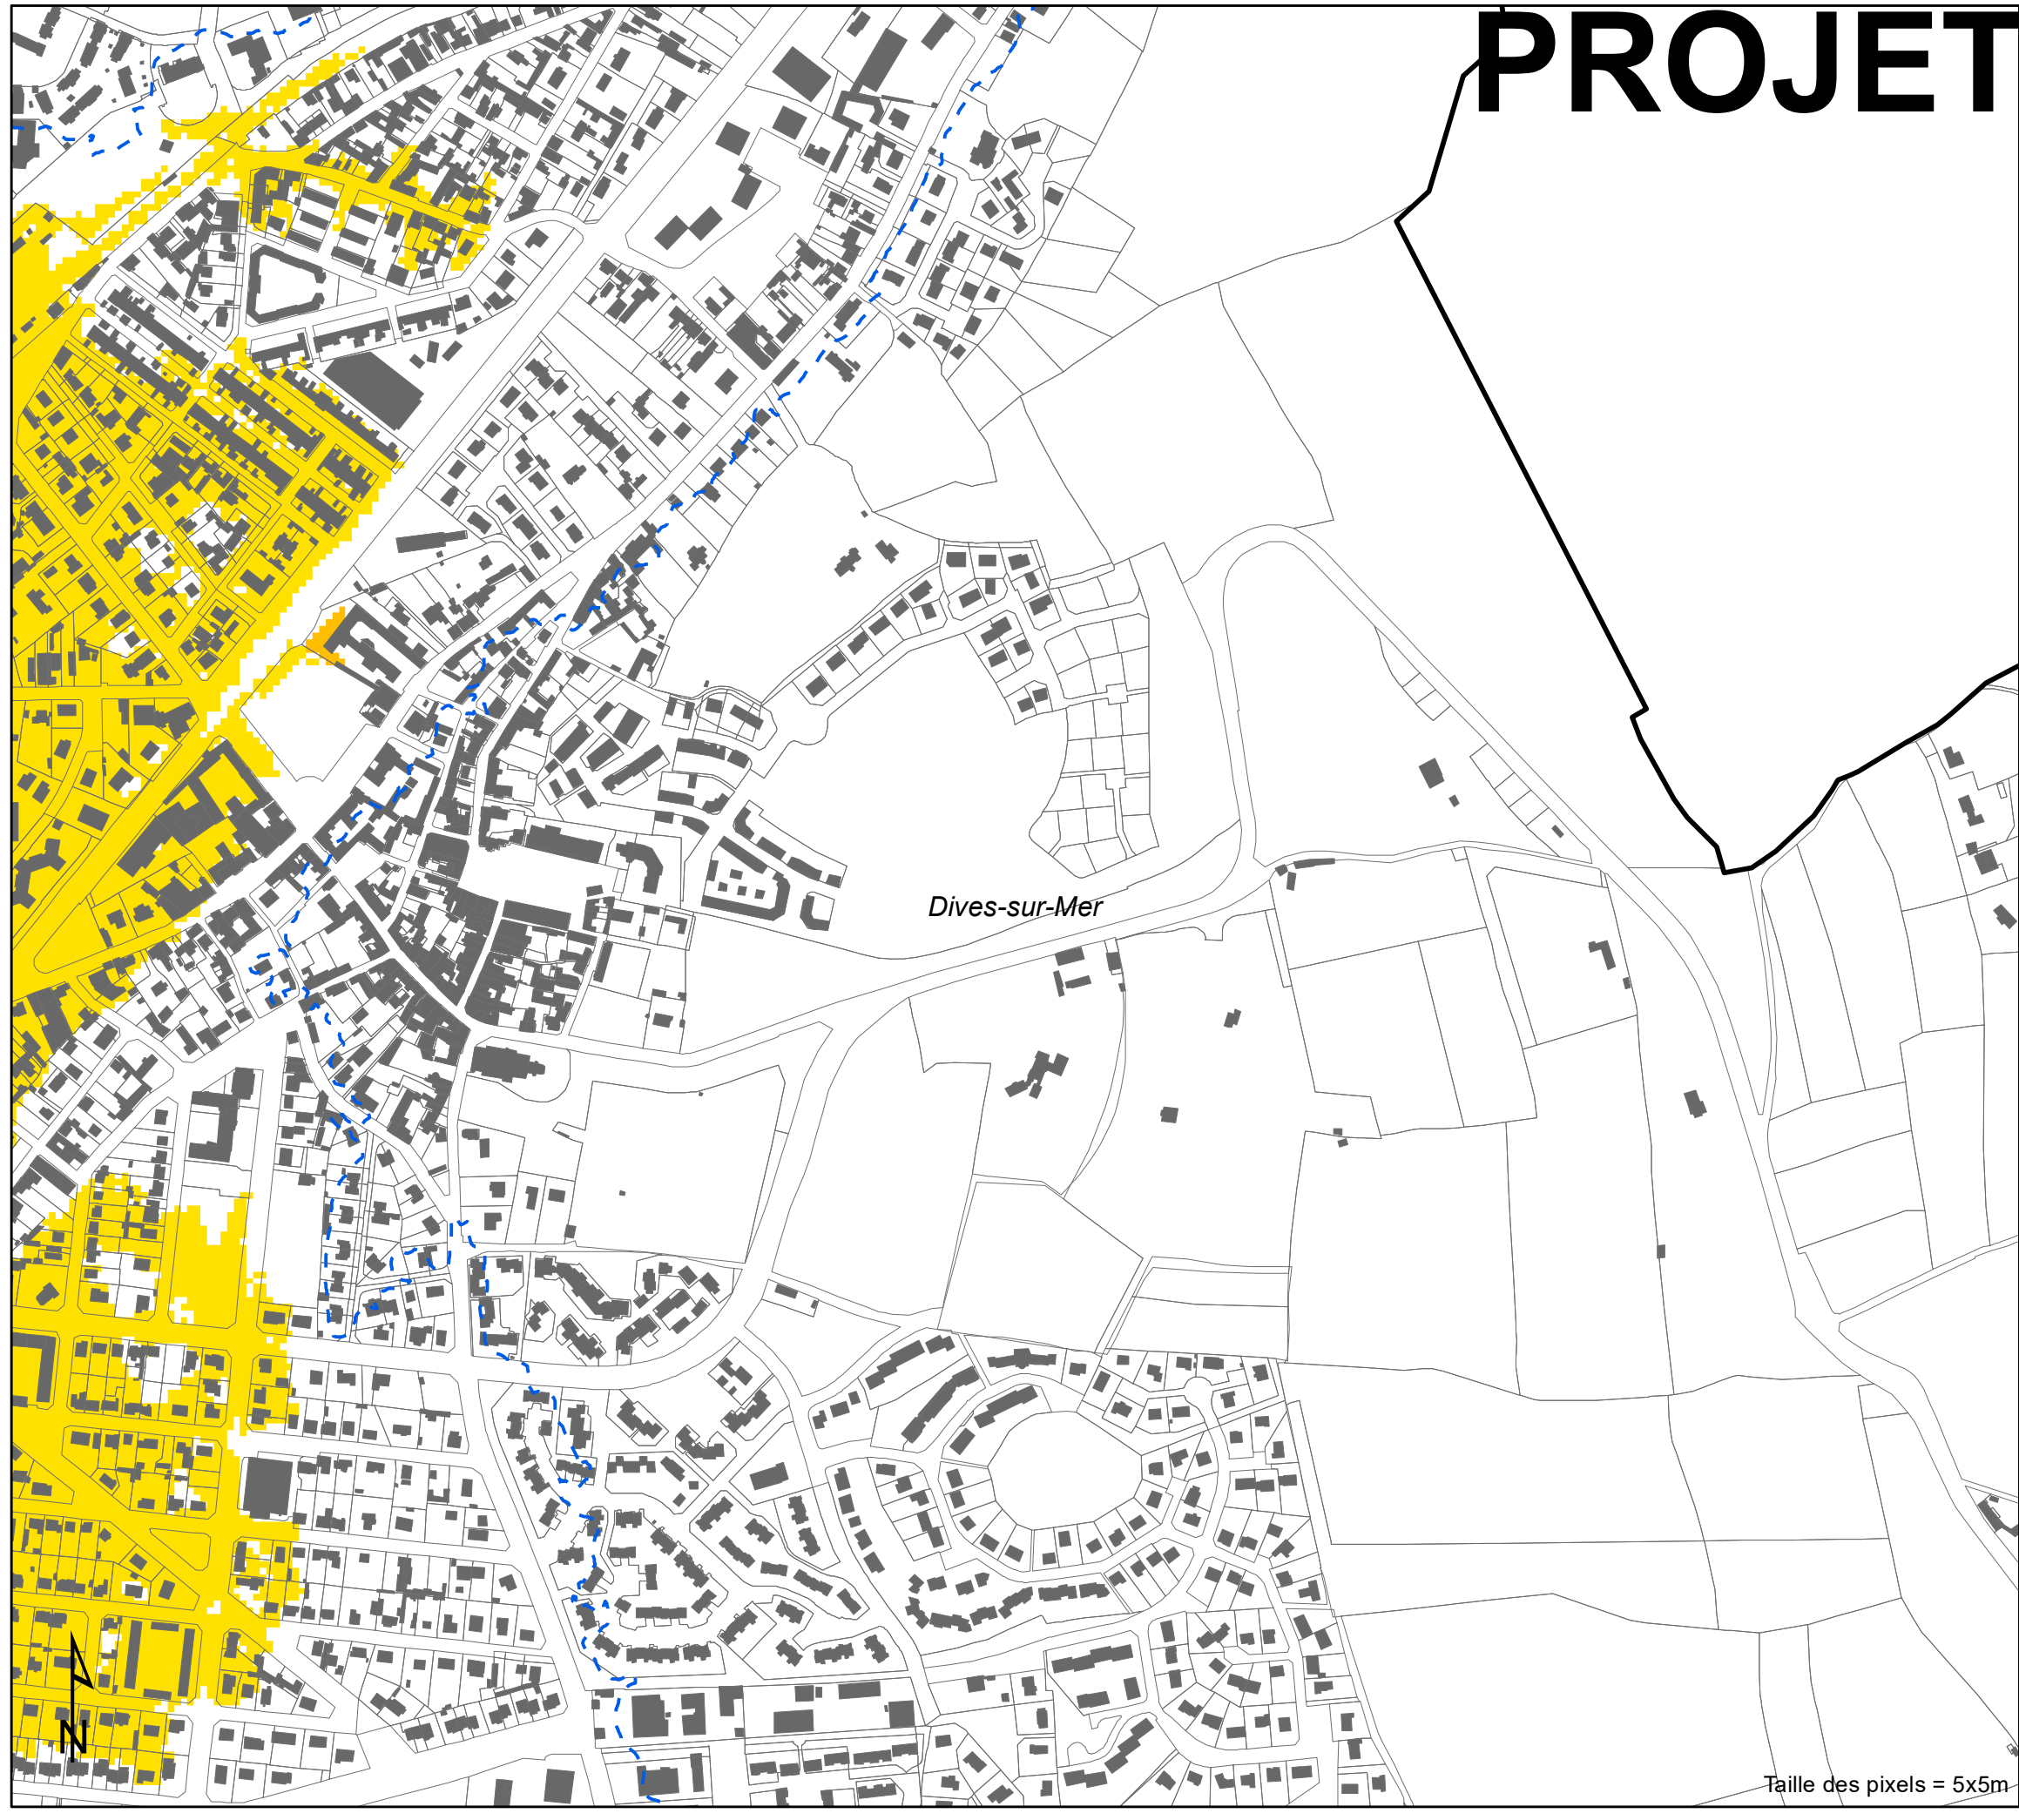 PROJET
Dives-sur-Mer
N
Taille des pixels = 5x5m